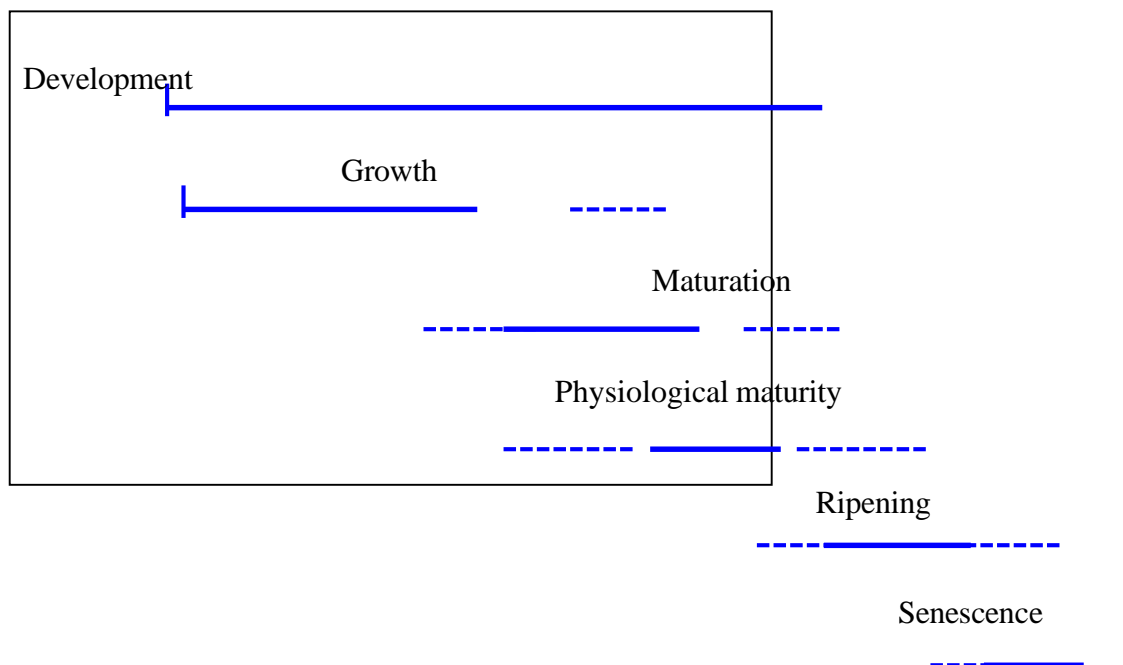 Development
Growth
Maturation
Physiological maturity
Ripening
Senescence